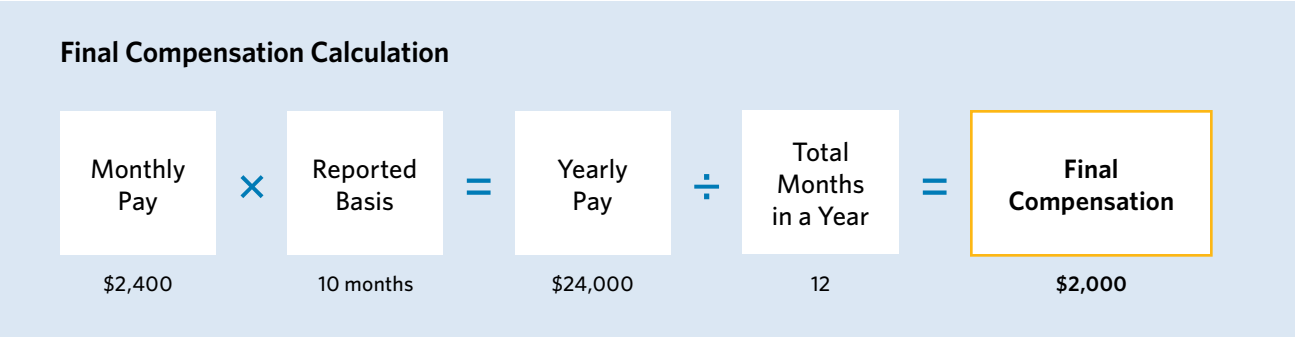 Final Compensation Calculation
Monthly
Pay
×
Reported
Basis
=
Yearly
Pay
÷
Total
Months
in a Year
=
Final
Compensation
$2,400
10 months
$24,000
12
$2,000